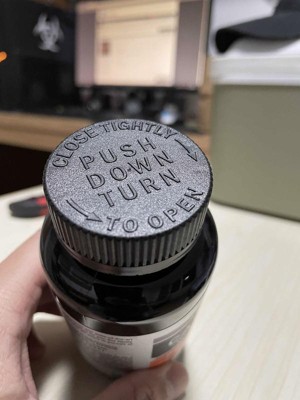 CLOSE TIGHTLY
PUSH
DOWN
TURN
TO OPEN